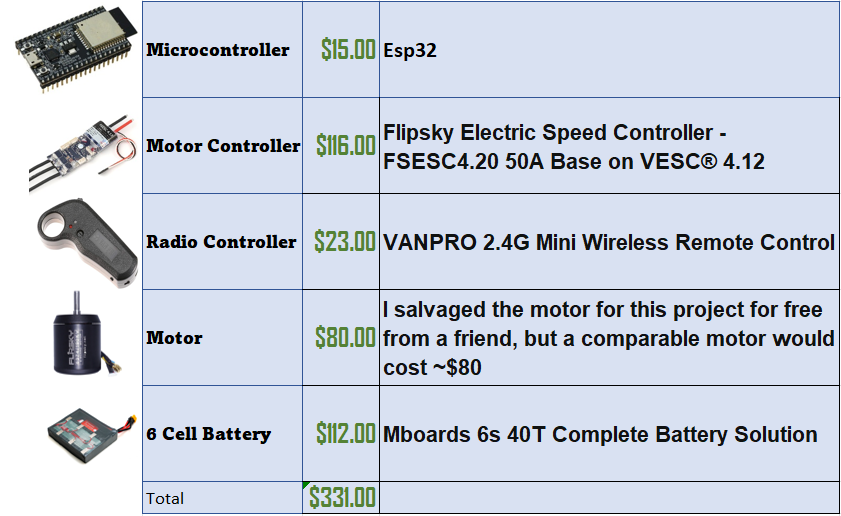 Microcontroller $15.00 Esp32
Motor Controller $116.00 Flipsky Electric Speed Controller -
FSESC4.20 50A Base on VESC® 4.12
Radio Controller $23.00 VANPRO 2.4G Mini Wireless Remote Control
Motor $80.00 I salvaged the motor for this project for free
from a friend, but a comparable motor would
cost ~$80
FLIPSKY
6 Cell Battery $112.00 Mboards 6s 40T Complete Battery Solution
Total $331.00